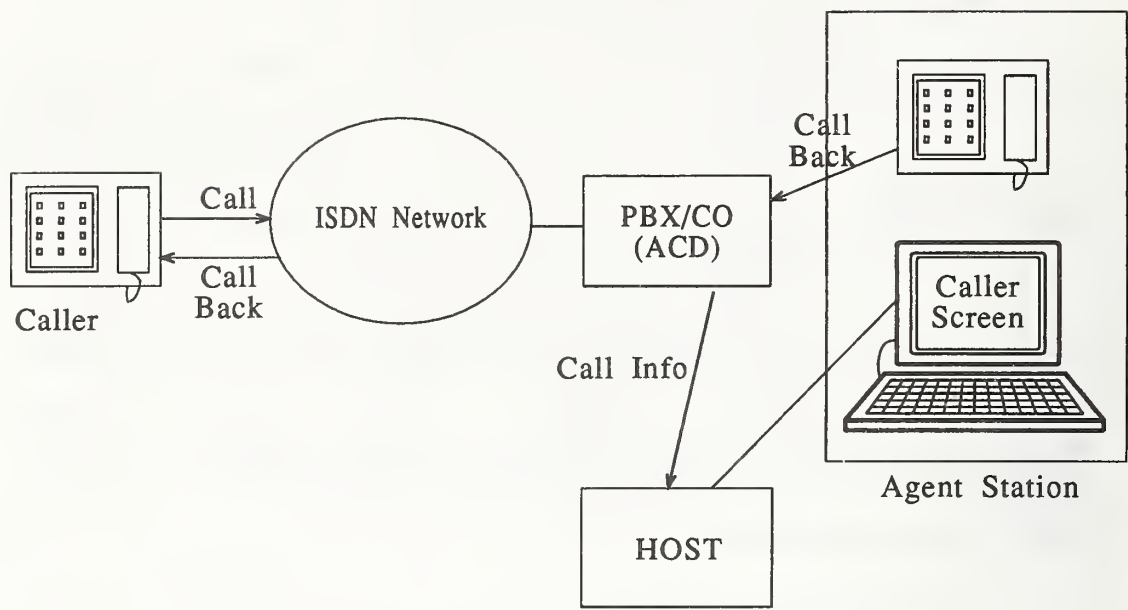 Call
Back
Call
ISDN Network
PBX/CO
(ACD)
Call
Back
Caller
Caller
Screen
Call Info
Agent Station
HOST